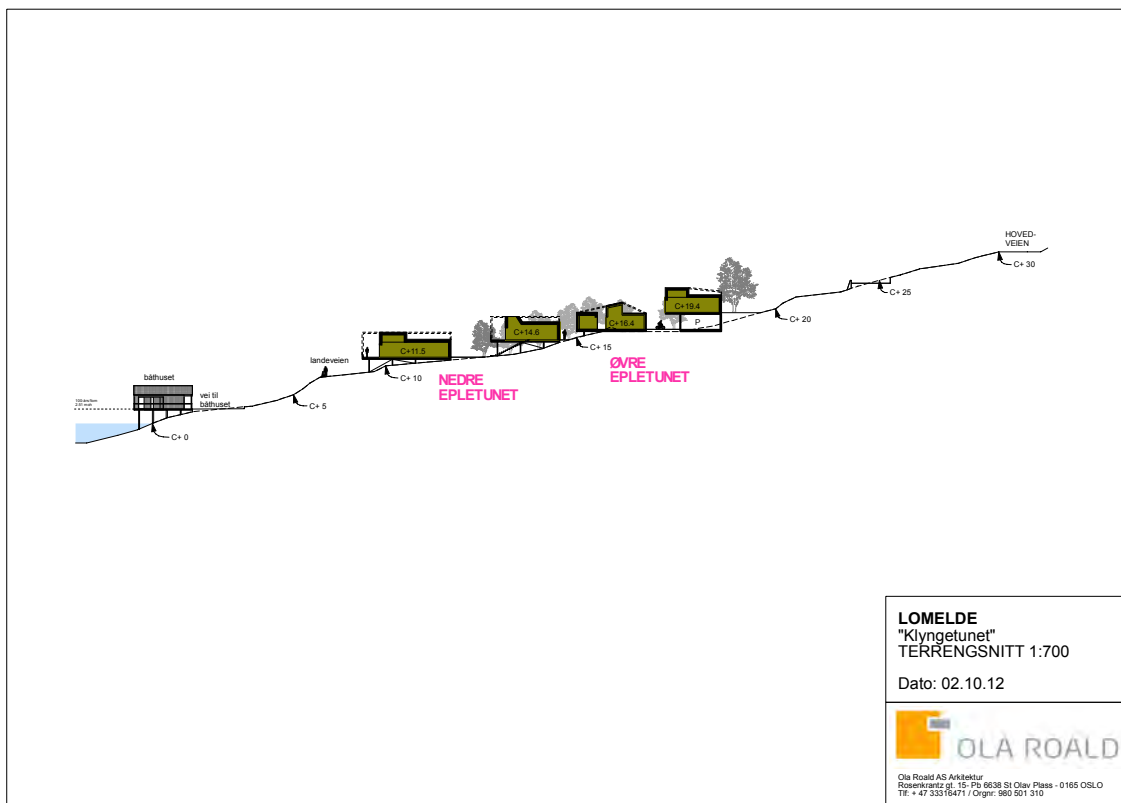 HOVED-
VEIEN
C+ 30
C+ 25
C+19.4
P
C+ 20
C+16.4
C+14.6
C+ 15
ØVRE
EPLETUNET
C+11.5
landeveien
C+ 10
NEDRE
EPLETUNET
båthuset
vei til
båthuset
C+ 5
C+ 0
LOMELDE
"Klyngetunet"
TERRENGSNITT 1:700
Dato: 02.10.12
OLA ROALD
Ola Roald AS Arkitektur
Rosenkrantz gt. 15- Pb 6638 St Olav Plass - 0165 OSLO
Tlf: + 47 33316471 / Orgnr: 980 501 310